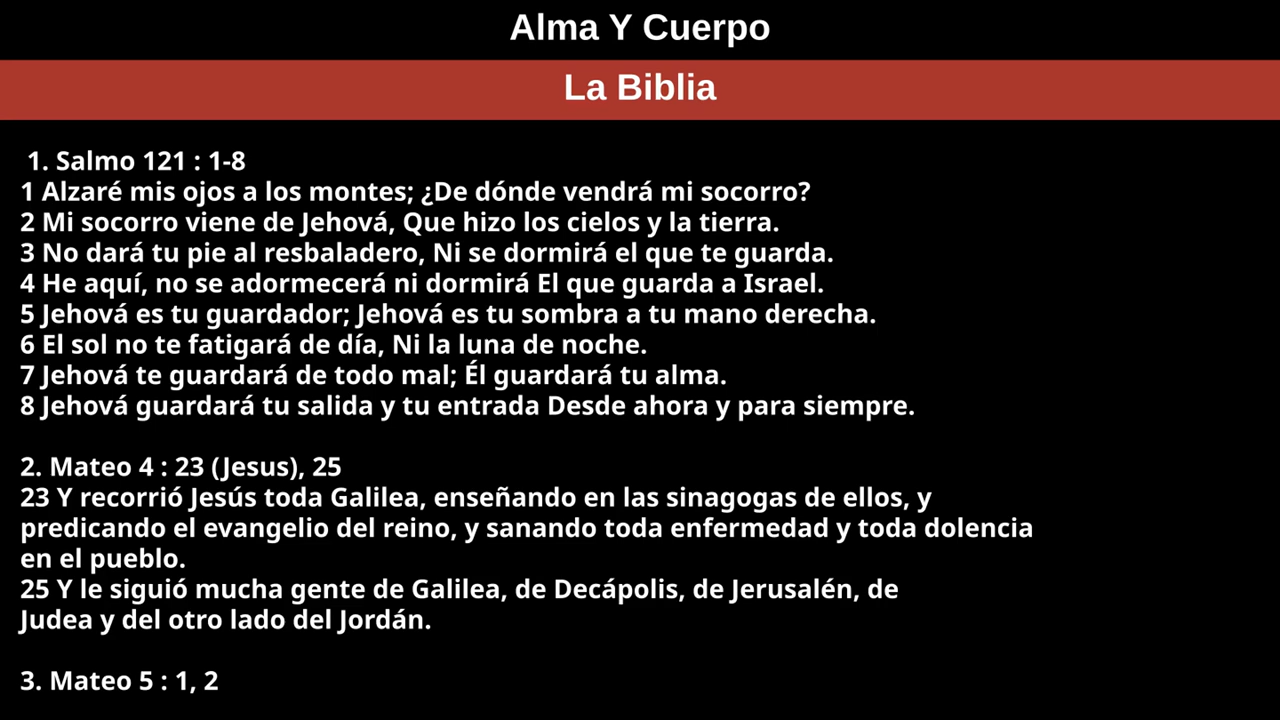 Alma Y Cuerpo
La Biblia
1. Salmo 121 : 1-8
1 Alzaré mis ojos a los montes; ¿De dónde vendrá mi socorro?
2 Mi socorro viene de Jehová, Que hizo los cielos y la tierra.
3 No dará tu pie al resbaladero, Ni se dormirá el que te guarda.
4 He aquí, no se adormecerá ni dormirá El que guarda a Israel.
5 Jehová es tu guardador; Jehová es tu sombra a tu mano derecha.
6 El sol no te fatigará de día, Ni la luna de noche.
7 Jehová te guardará de todo mal; Él guardará tu alma.
8 Jehová guardará tu salida y tu entrada Desde ahora y para siempre.
2. Mateo 4 : 23 (Jesus), 25
23 Y recorrió Jesús toda Galilea, enseñando en las sinagogas de ellos, y
predicando el evangelio del reino, y sanando toda enfermedad y toda dolencia
en el pueblo.
25 Y le siguió mucha gente de Galilea, de Decápolis, de Jerusalén, de
Judea y del otro lado del Jordán.
3. Mateo 5 : 1, 2